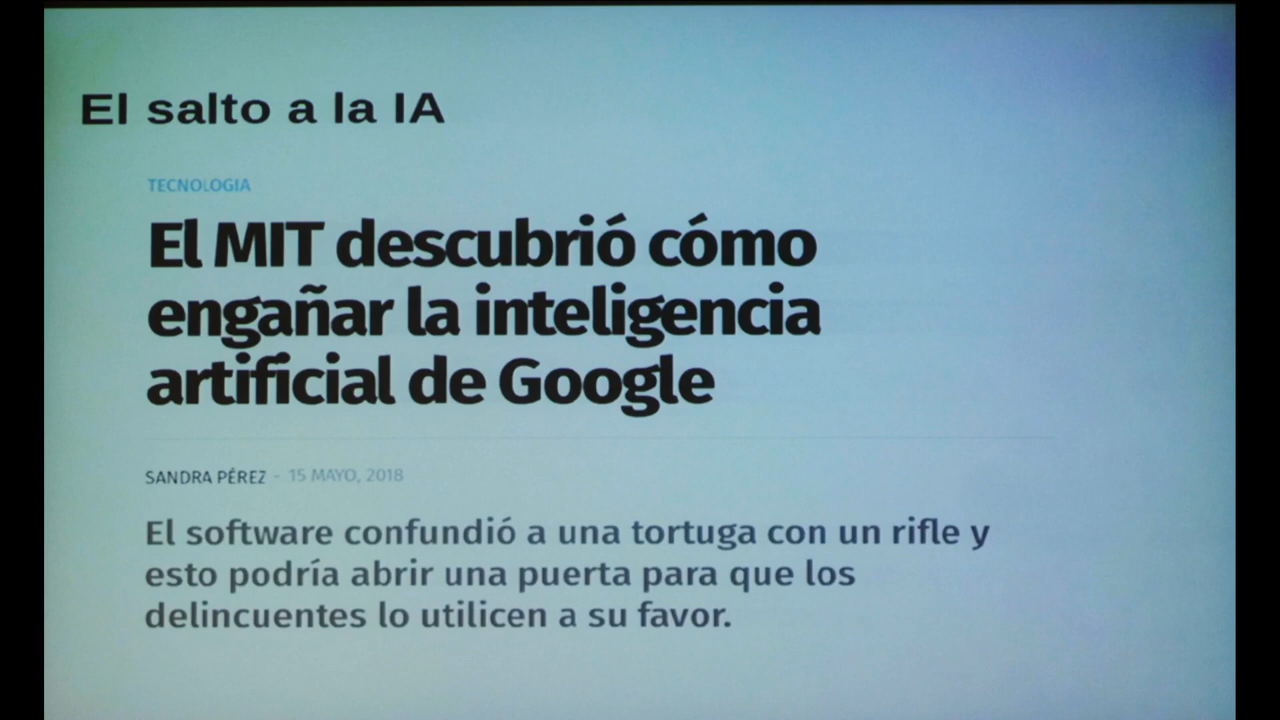 El salto a la IA
TECNOLOGIA
El MIT descubrió cómo
engañar la inteligencia
artificial de Google
SANDRA PÉREZ - 15 MAYO, 2018
El software confundió a una tortuga con un rifle y
esto podría abrir una puerta para que los
delincuentes lo utilicen a su favor.